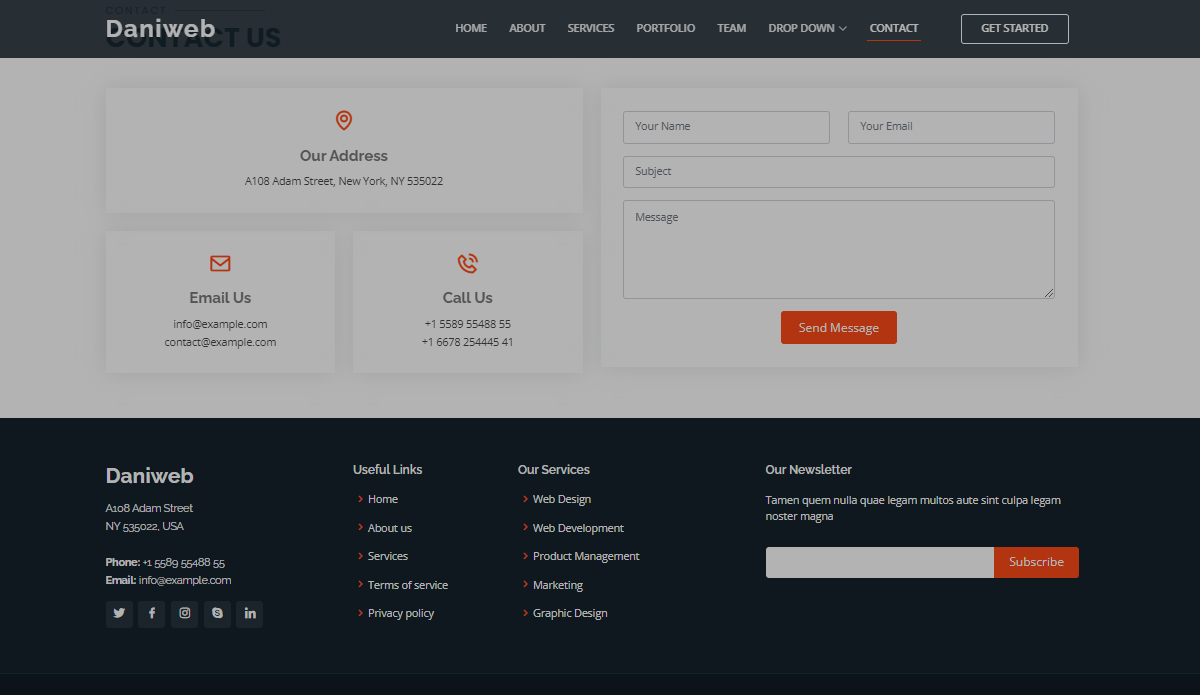 CONTACT
CONTACT US
Daniweb
HOME ABOUT SERVICES PORTFOLIO TEAM DROP DOWN CONTACT GET STARTED
Our Address
A108 Adam Street, New York, NY 535022
Email Us
info@example.com
contact@example.com
Call Us
+1 5589 55488 55
+1 6678 254445 41
Your Name
Your Email
Subject
Message
Send Message
Daniweb
A108 Adam Street
NY 535022, USA
Phone: +1 5589 55488 55
Email: info@example.com
Useful Links
Home
About us
Services
Terms of service
Privacy policy
Our Services
Web Design
Web Development
Product Management
Marketing
Graphic Design
Our Newsletter
Tamen quem nulla quae legam multos aute sint culpa legam
noster magna
Subscribe